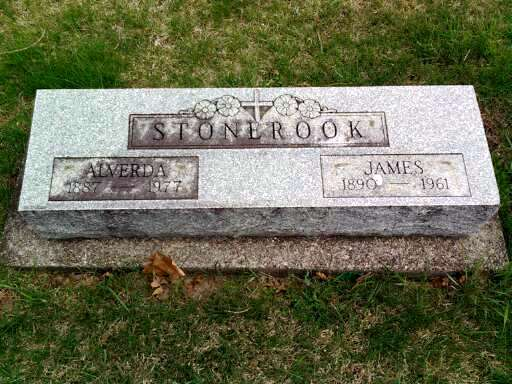 STONEROOK
ALVERDA
1887 — 1977
JAMES
1890 — 1961